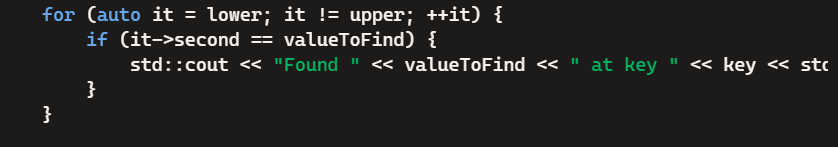 for (auto it = lower; it != upper; ++it) {
if (it->second == valueToFind) {
std::cout << "Found " << valueToFind << " at key " << key << std
}
}